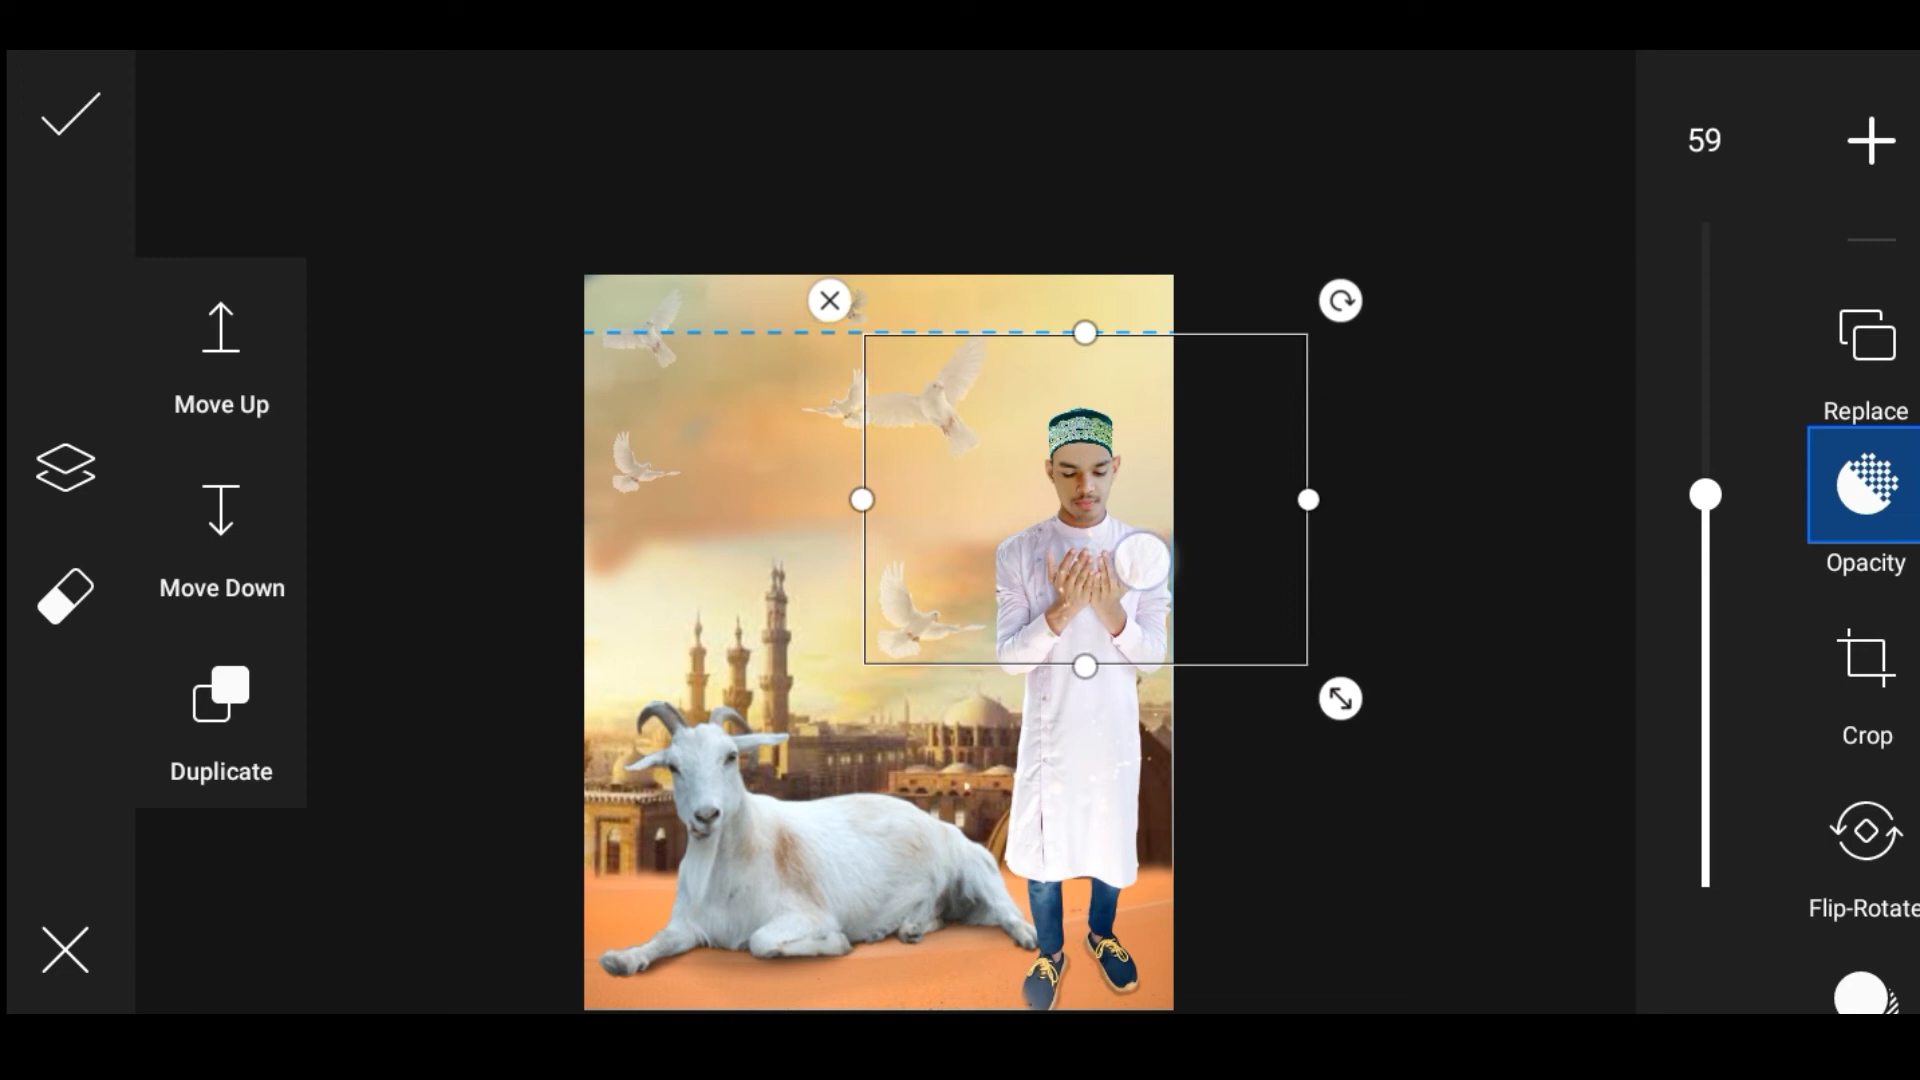 59
Move Up
Replace
Opacity
Move Down
Crop
Duplicate
Flip-Rotate